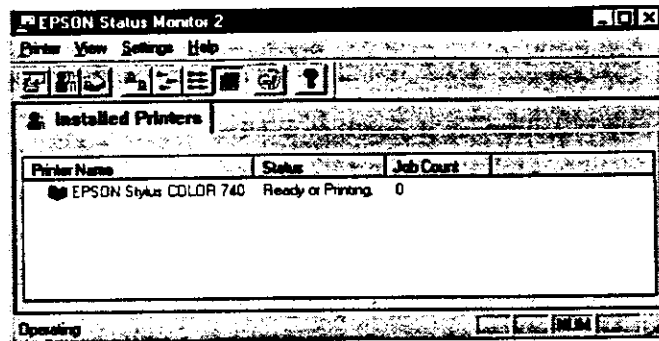 EPSON Status Monitor 2
Printer View Settings Help
Installed Printers
Printer Name Status Job Count
EPSON Stylus COLOR 740 Ready or Printing. 0
Operating NUM